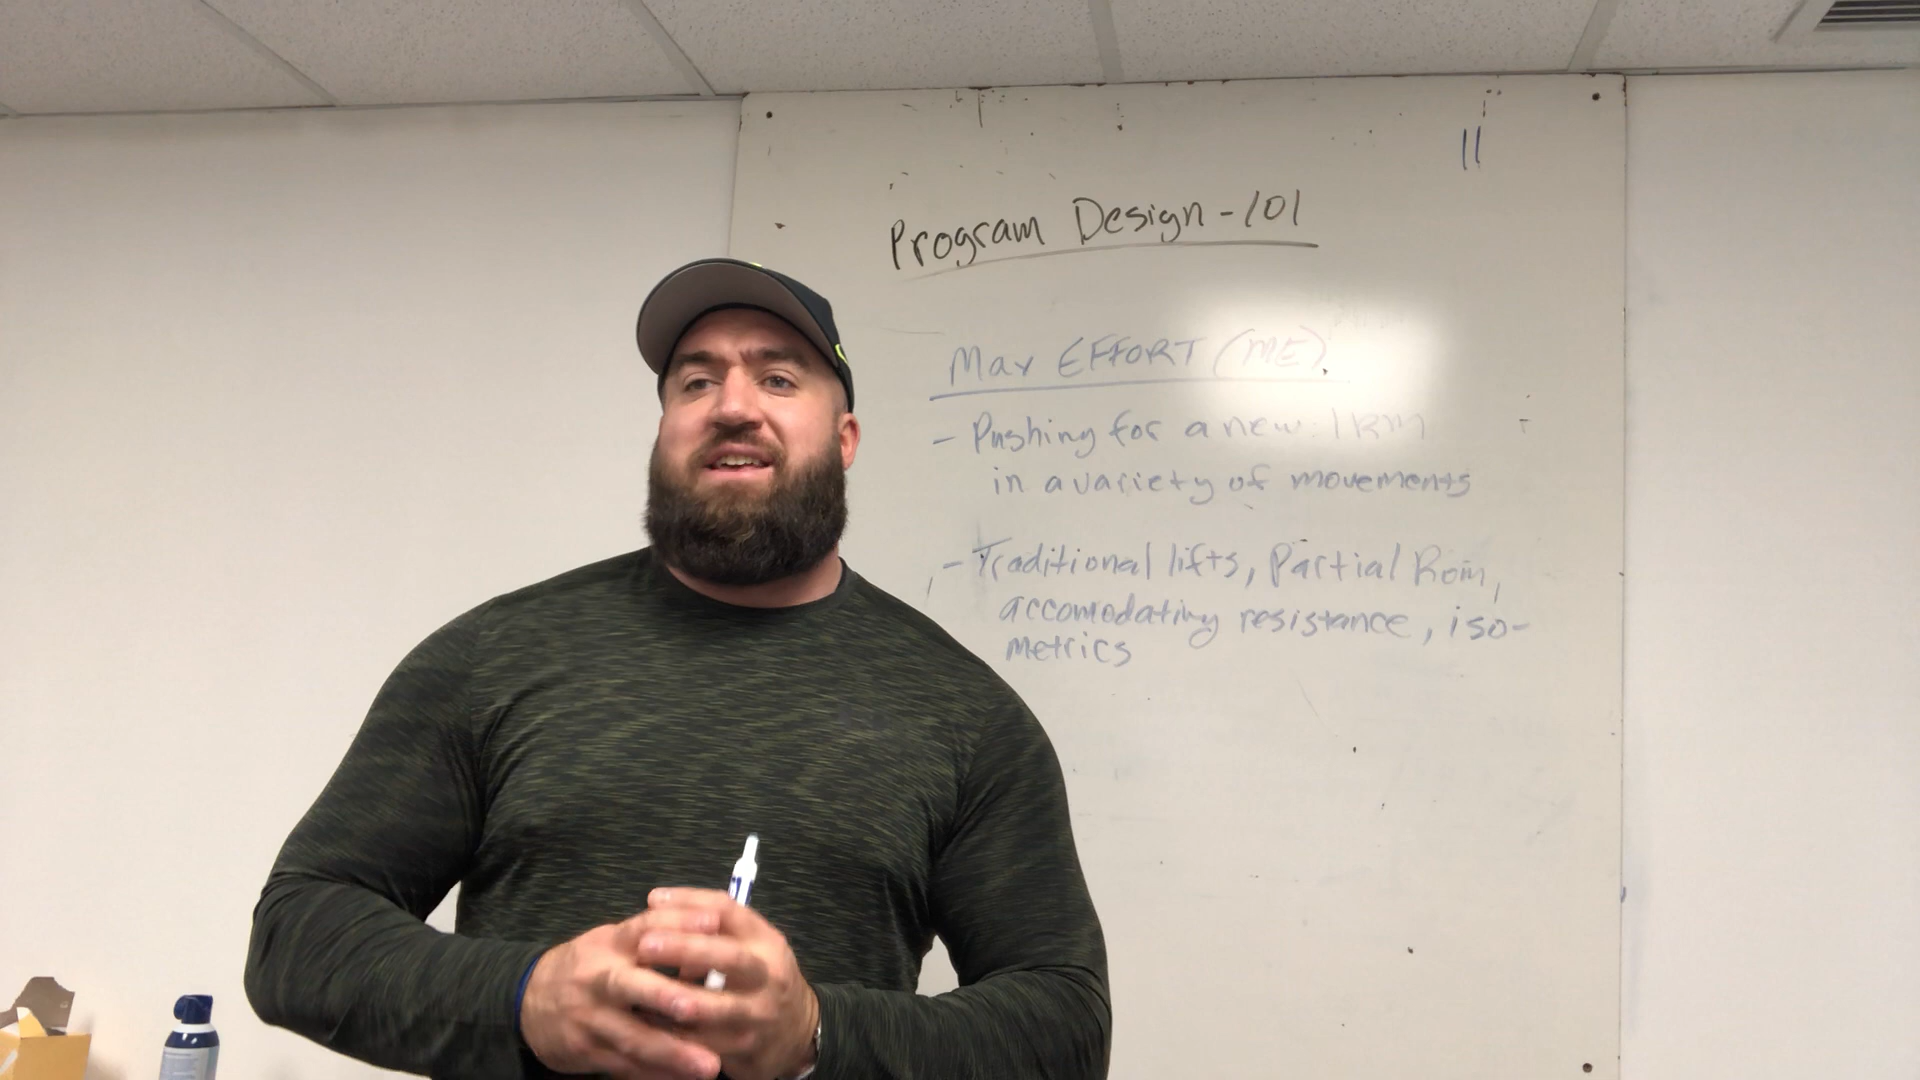 11
Program Design - 101
Max EFFORT (ME)
- Pushing for a new 1RM
in a variety of movements
- Traditional lifts, Partial Rom,
accomodating resistance, iso-
metrics